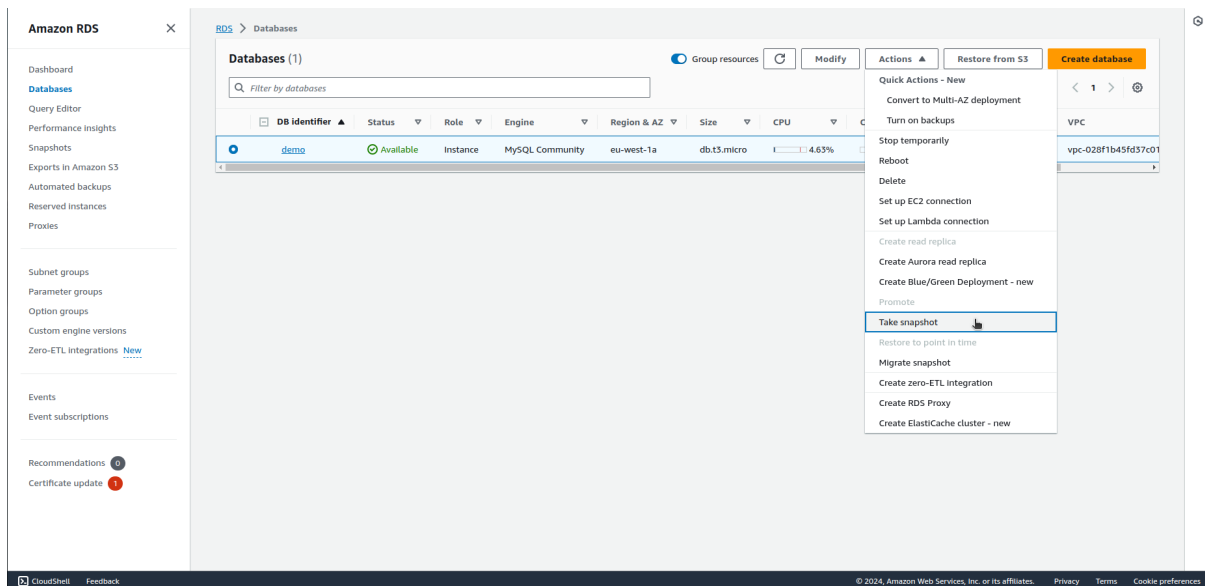 Amazon RDS
Dashboard
Databases
Query Editor
Performance insights
Snapshots
Exports in Amazon S3
Automated backups
Reserved instances
Proxies
Subnet groups
Parameter groups
Option groups
Custom engine versions
Zero-ETL integrations New
Events
Event subscriptions
Recommendations 0
Certificate update 1
RDS > Databases
Databases (1)
Group resources Modify Actions Restore from S3 Create database
Filter by databases
1
DB identifier Status Role Engine Region & AZ Size CPU C VPC
demo Available Instance MySQL Community eu-west-1a db.t3.micro 4.63% vpc-028f1b45fd37c01
Quick Actions - New
Convert to Multi-AZ deployment
Turn on backups
Stop temporarily
Reboot
Delete
Set up EC2 connection
Set up Lambda connection
Create read replica
Create Aurora read replica
Create Blue/Green Deployment - new
Promote
Take snapshot
Restore to point in time
Migrate snapshot
Create zero-ETL integration
Create RDS Proxy
Create ElastiCache cluster - new
CloudShell Feedback © 2024, Amazon Web Services, Inc. or its affiliates. Privacy Terms Cookie preferences